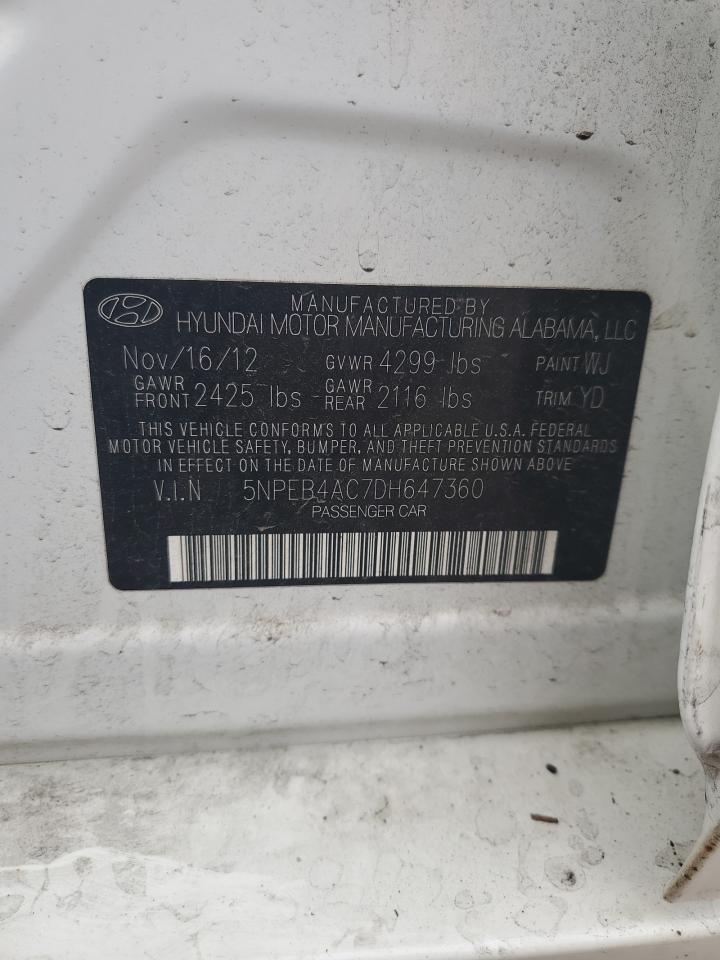 MANUFACTURED BY
HYUNDAI MOTOR MANUFACTURING ALABAMA, LLC
Nov/16/12 GVWR 4299 lbs PAINT WJ
GAWR FRONT 2425 lbs GAWR REAR 2116 lbs TRIM YD
THIS VEHICLE CONFORMS TO ALL APPLICABLE U.S.A. FEDERAL
MOTOR VEHICLE SAFETY, BUMPER, AND THEFT PREVENTION STANDARDS
IN EFFECT ON THE DATE OF MANUFACTURE SHOWN ABOVE
V.I.N 5NPEB4AC7DH647360
PASSENGER CAR